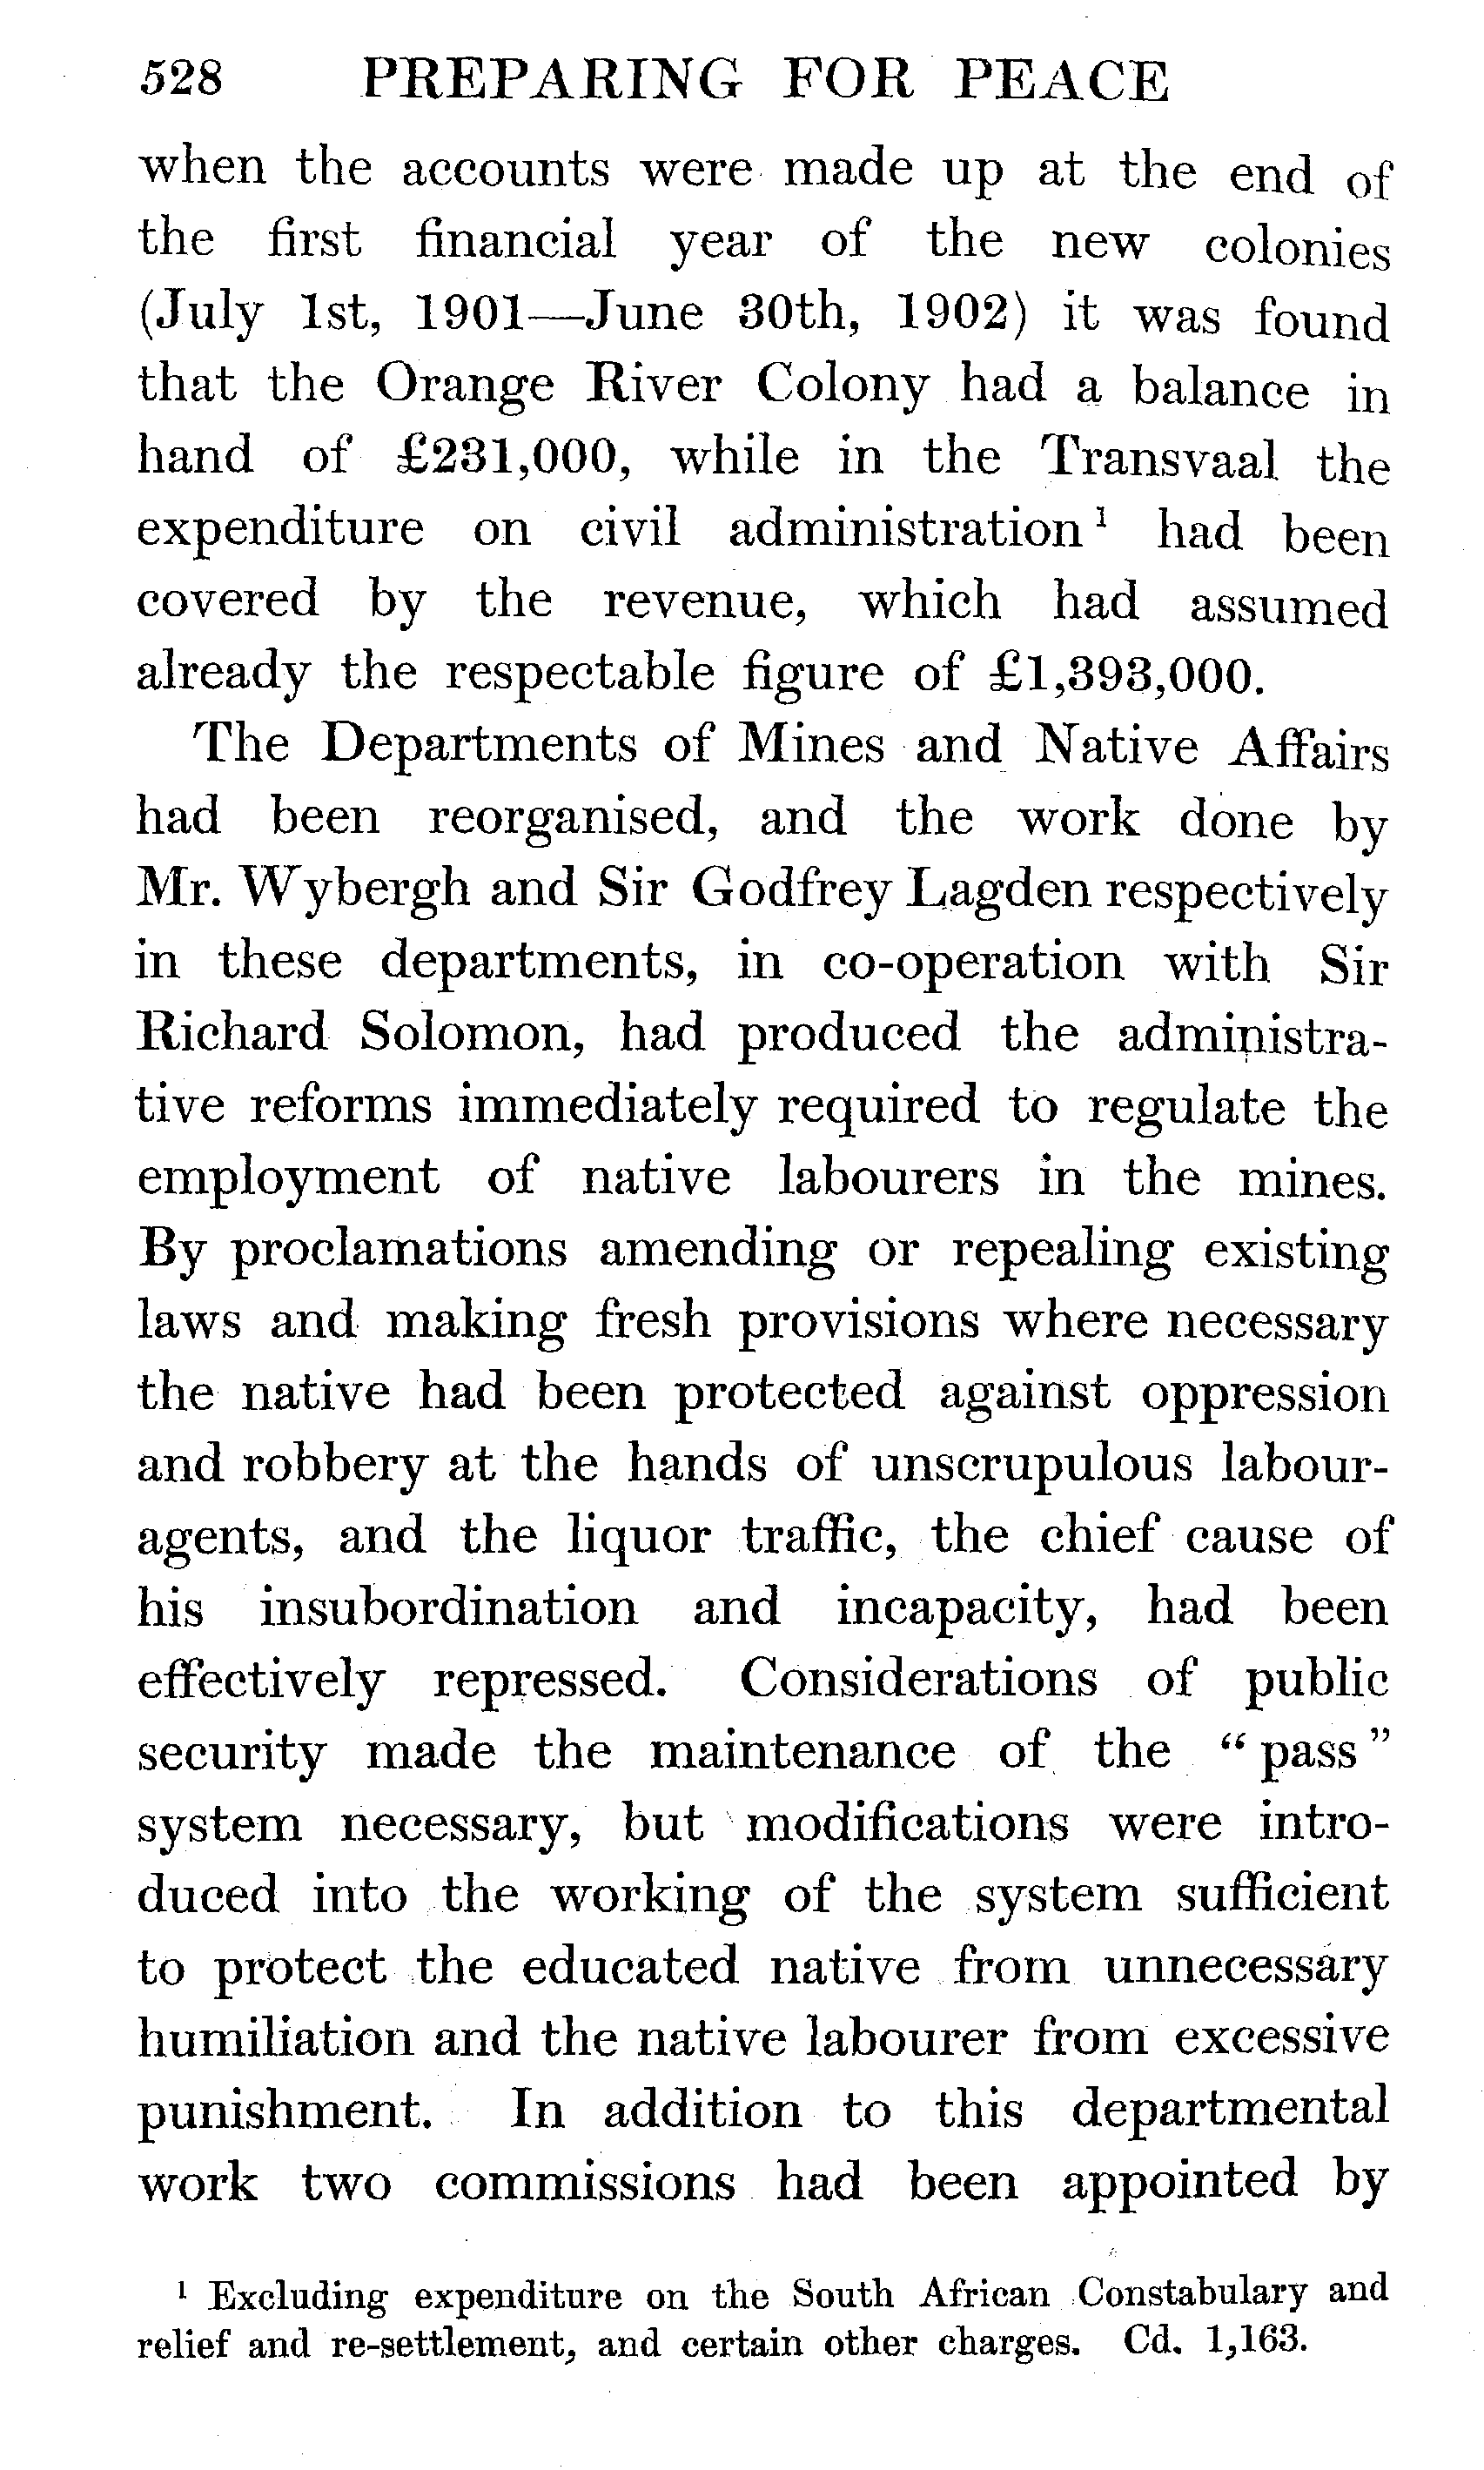 528 PREPARING FOR PEACE
when the accounts were made up at the end of
the first financial year of the new colonies
(July 1st, 1901—June 30th, 1902) it was found
that the Orange River Colony had a balance in
hand of £231,000, while in the Transvaal the
expenditure on civil administration¹ had been
covered by the revenue, which had assumed
already the respectable figure of £1,393,000.
The Departments of Mines and Native Affairs
had been reorganised, and the work done by
Mr. Wybergh and Sir Godfrey Lagden respectively
in these departments, in co-operation with Sir
Richard Solomon, had produced the administra-
tive reforms immediately required to regulate the
employment of native labourers in the mines.
By proclamations amending or repealing existing
laws and making fresh provisions where necessary
the native had been protected against oppression
and robbery at the hands of unscrupulous labour-
agents, and the liquor traffic, the chief cause of
his insubordination and incapacity, had been
effectively repressed. Considerations of public
security made the maintenance of the “pass”
system necessary, but modifications were intro-
duced into the working of the system sufficient
to protect the educated native from unnecessary
humiliation and the native labourer from excessive
punishment. In addition to this departmental
work two commissions had been appointed by
¹ Excluding expenditure on the South African Constabulary and
relief and re-settlement, and certain other charges. Cd. 1,163.